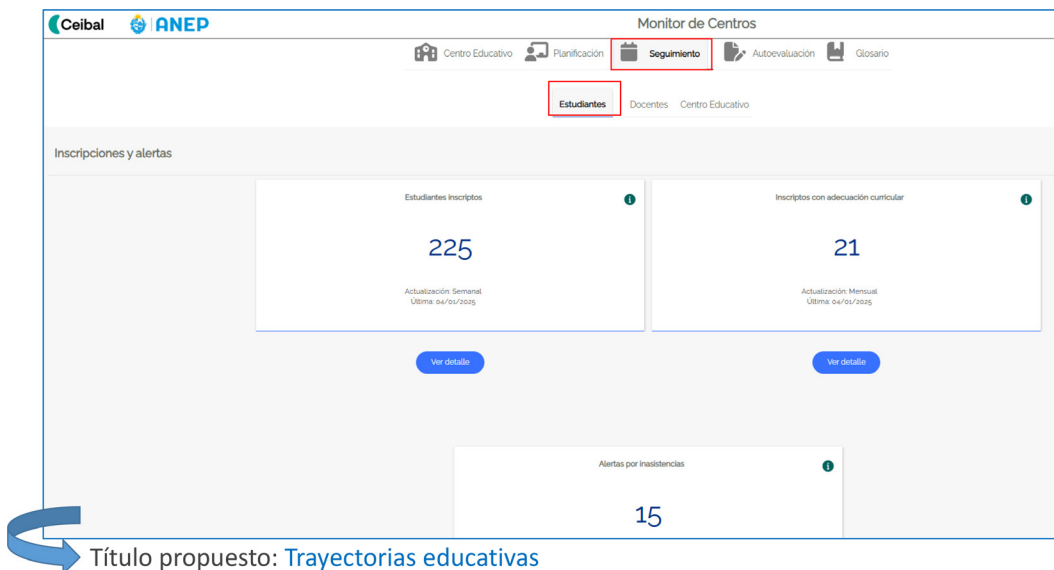 Ceibal ANEP Monitor de Centros
Centro Educativo Planificación Seguimiento Autoevaluación Glosario
Estudiantes Docentes Centro Educativo
Inscripciones y alertas
Estudiantes inscriptos
225
Actualización: Semanal
Última: 04/01/2025
Ver detalle
Inscriptos con adecuación curricular
21
Actualización: Mensual
Última: 04/01/2025
Ver detalle
Alertas por inasistencias
15
Título propuesto: Trayectorias educativas